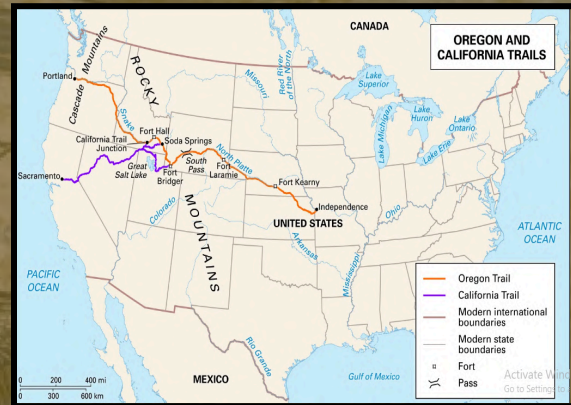 OREGON AND
CALIFORNIA TRAILS
CANADA
Portland
Cascade Mountains
ROCKY
MOUNTAINS
Missouri
Red River
of the North
Lake
Superior
Lake Michigan
Lake
Huron
Lake
Ontario
Lake Erie
Snake
Fort Hall
California Trail
Junction
Soda Springs
South
Pass
North Platte
Fort
Laramie
Great
Salt Lake
Fort
Bridger
Sacramento
Fort Kearny
Independence
UNITED STATES
Colorado
Arkansas
Ohio
Mississippi
ATLANTIC
OCEAN
PACIFIC
OCEAN
Rio Grande
MEXICO
Gulf of Mexico
Oregon Trail
California Trail
Modern international
boundaries
Modern state
boundaries
Fort
Pass
0 200 400 mi
0 300 600 km
Activate Winc
Go to Settings to